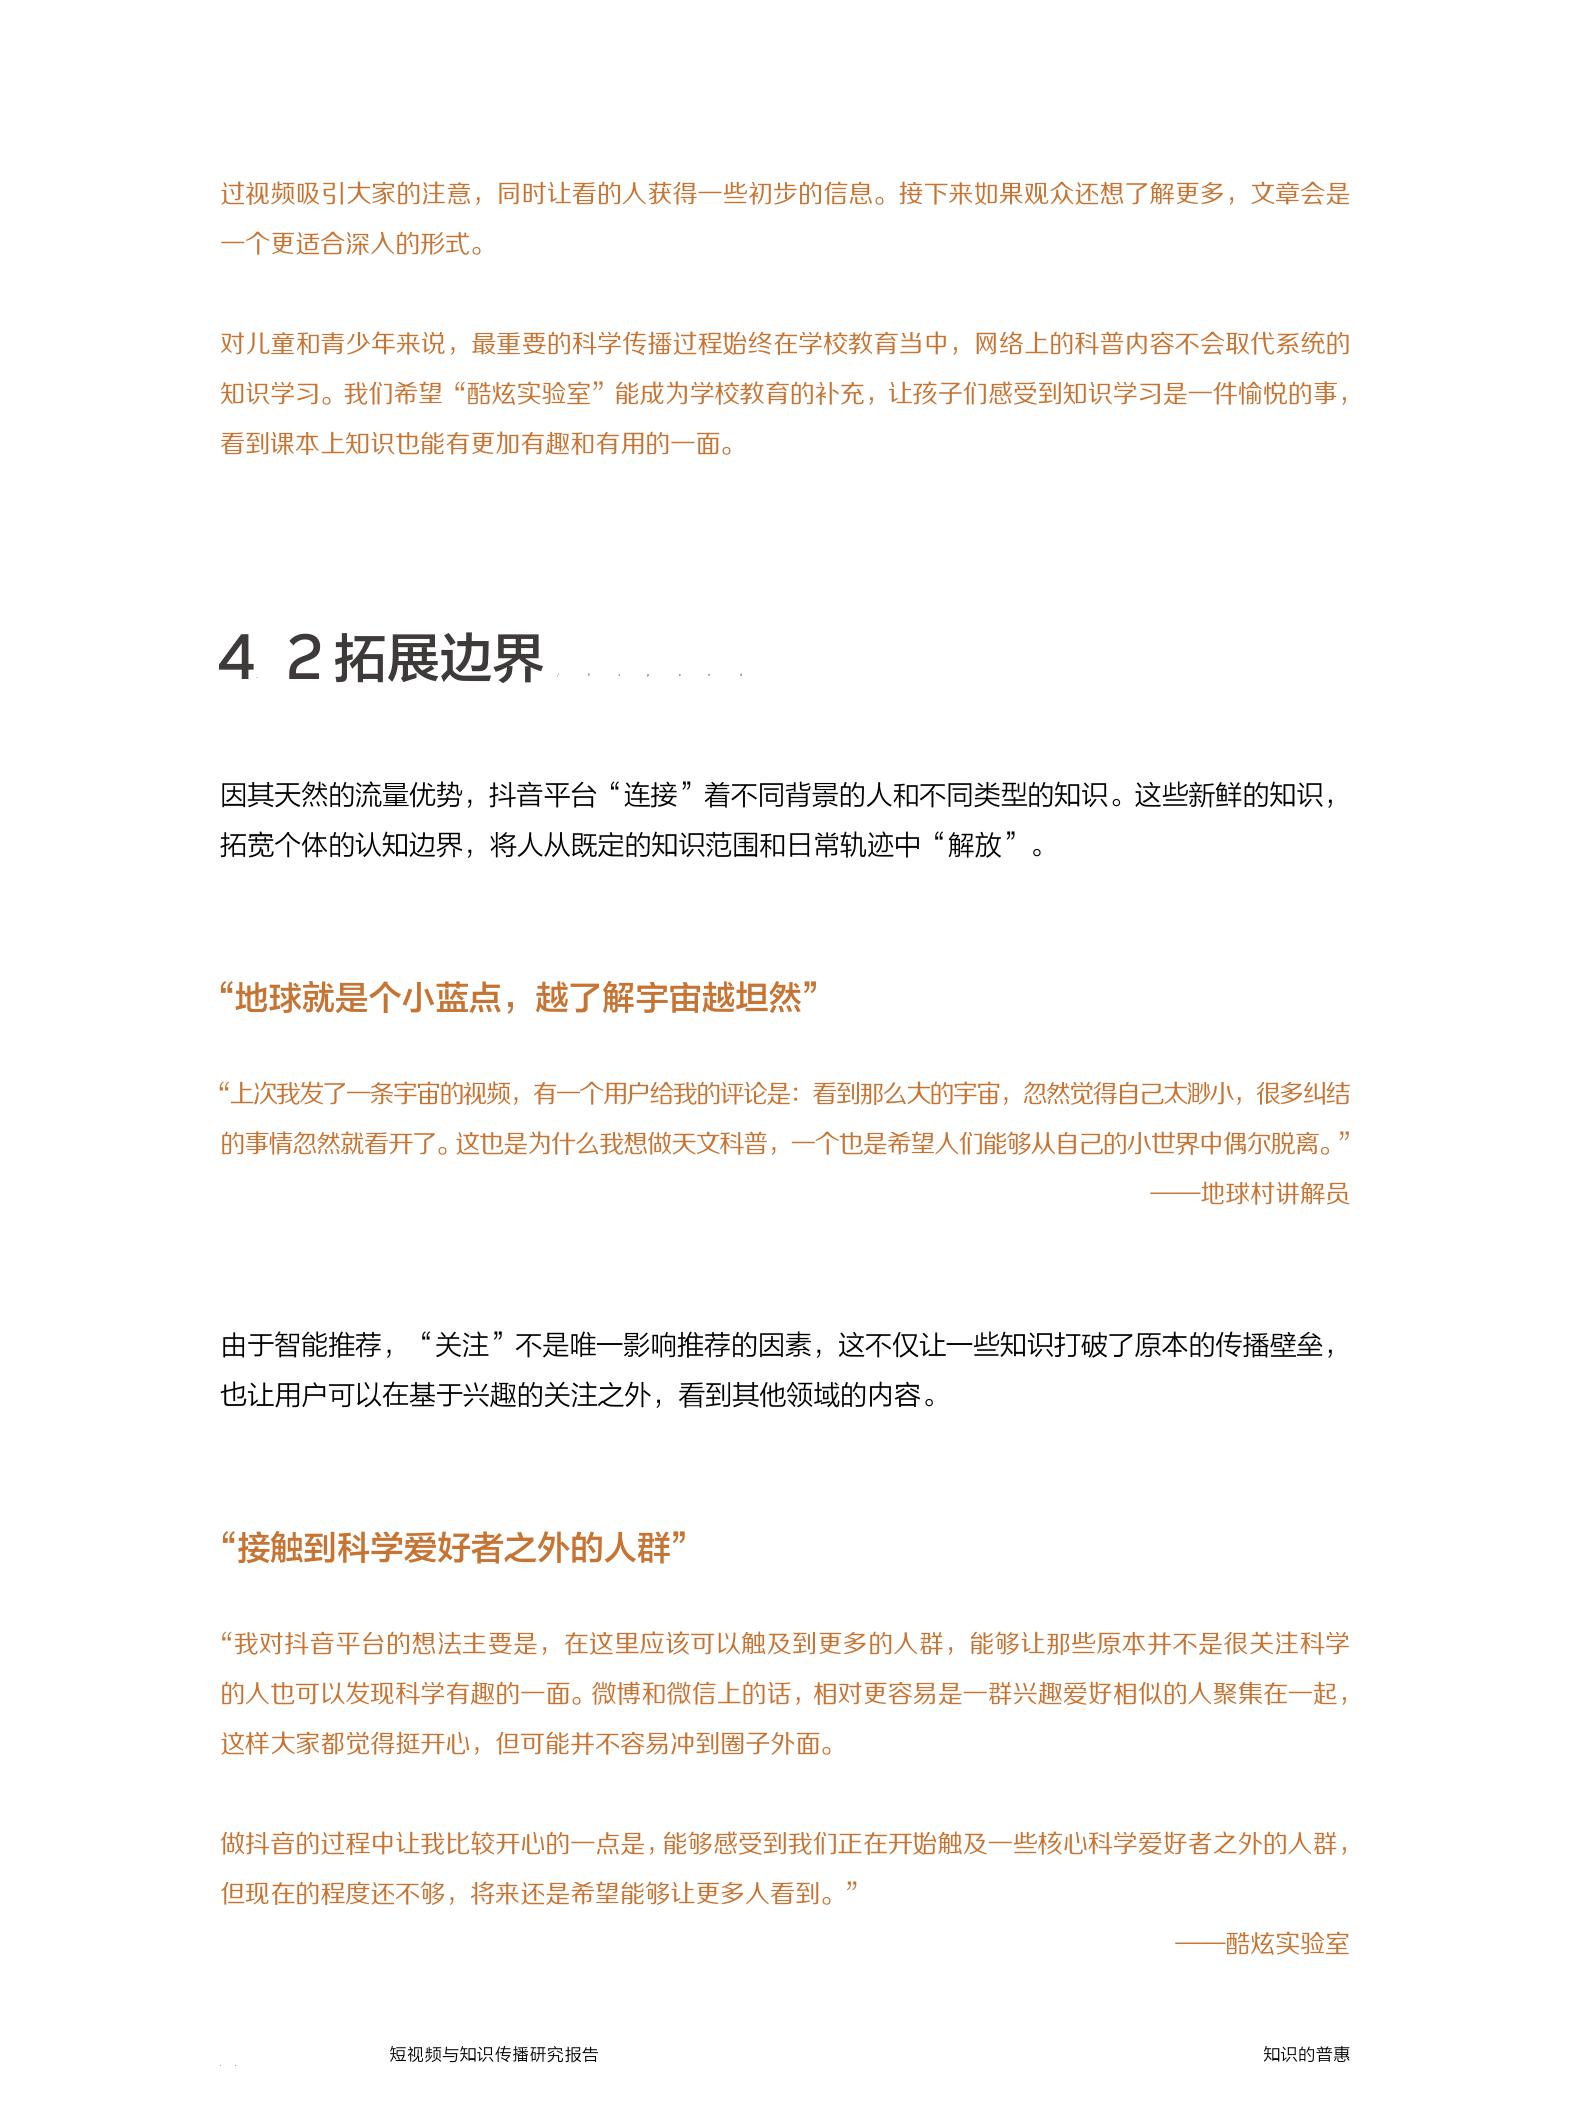 过视频吸引大家的注意，同时让看的人获得一些初步的信息。接下来如果观众还想了解更多，文章会是
一个更适合深入的形式。
对儿童和青少年来说，最重要的科学传播过程始终在学校教育当中，网络上的科普内容不会取代系统的
知识学习。我们希望“酷炫实验室”能成为学校教育的补充，让孩子们感受到知识学习是一件愉悦的事，
看到课本上知识也能有更加有趣和有用的一面。
4 2 拓展边界
因其天然的流量优势，抖音平台“连接”着不同背景的人和不同类型的知识。这些新鲜的知识，
拓宽个体的认知边界，将人从既定的知识范围和日常轨迹中“解放”。
“地球就是个小蓝点，越了解宇宙越坦然”
“上次我发了一条宇宙的视频，有一个用户给我的评论是：看到那么大的宇宙，忽然觉得自己太渺小，很多纠结
的事情忽然就看开了。这也是为什么我想做天文科普，一个也是希望人们能够从自己的小世界中偶尔脱离。”
——地球村讲解员
由于智能推荐，“关注”不是唯一影响推荐的因素，这不仅让一些知识打破了原本的传播壁垒，
也让用户可以在基于兴趣的关注之外，看到其他领域的内容。
“接触到科学爱好者之外的人群”
“我对抖音平台的想法主要是，在这里应该可以触及到更多的人群，能够让那些原本并不是很关注科学
的人也可以发现科学有趣的一面。微博和微信上的话，相对更容易是一群兴趣爱好相似的人聚集在一起，
这样大家都觉得挺开心，但可能并不容易冲到圈子外面。
做抖音的过程中让我比较开心的一点是，能够感受到我们正在开始触及一些核心科学爱好者之外的人群，
但现在的程度还不够，将来还是希望能够让更多人看到。”
——酷炫实验室
短视频与知识传播研究报告 知识的普惠